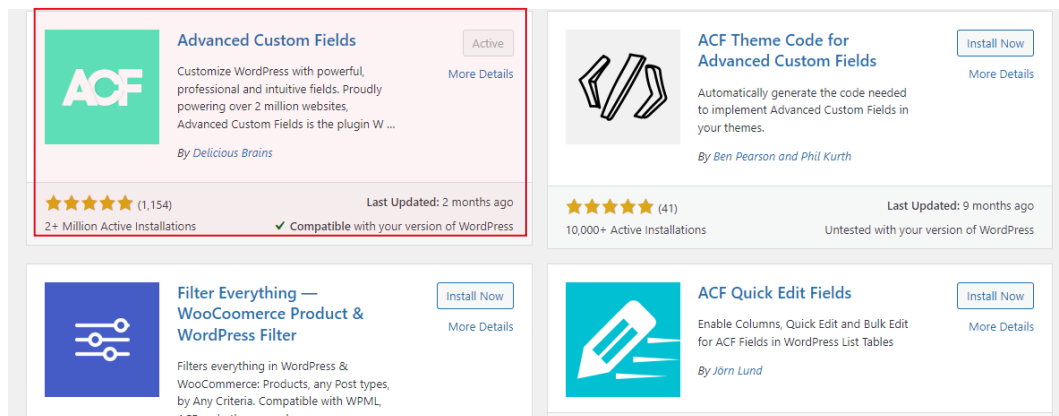 ACF
Advanced Custom Fields
Active
More Details
Customize WordPress with powerful,
professional and intuitive fields. Proudly
powering over 2 million websites,
Advanced Custom Fields is the plugin W ...
By Delicious Brains
(1,154)
Last Updated: 2 months ago
2+ Million Active Installations
Compatible with your version of WordPress
ACF Theme Code for
Advanced Custom Fields
Install Now
More Details
Automatically generate the code needed
to implement Advanced Custom Fields in
your themes.
By Ben Pearson and Phil Kurth
(41)
Last Updated: 9 months ago
10,000+ Active Installations
Untested with your version of WordPress
Filter Everything —
WooCoomerce Product &
WordPress Filter
Install Now
More Details
Filters everything in WordPress &
WooCommerce: Products, any Post types,
by Any Criteria. Compatible with WPML,
ACF Quick Edit Fields
Install Now
More Details
Enable Columns, Quick Edit and Bulk Edit
for ACF Fields in WordPress List Tables
By Jörn Lund